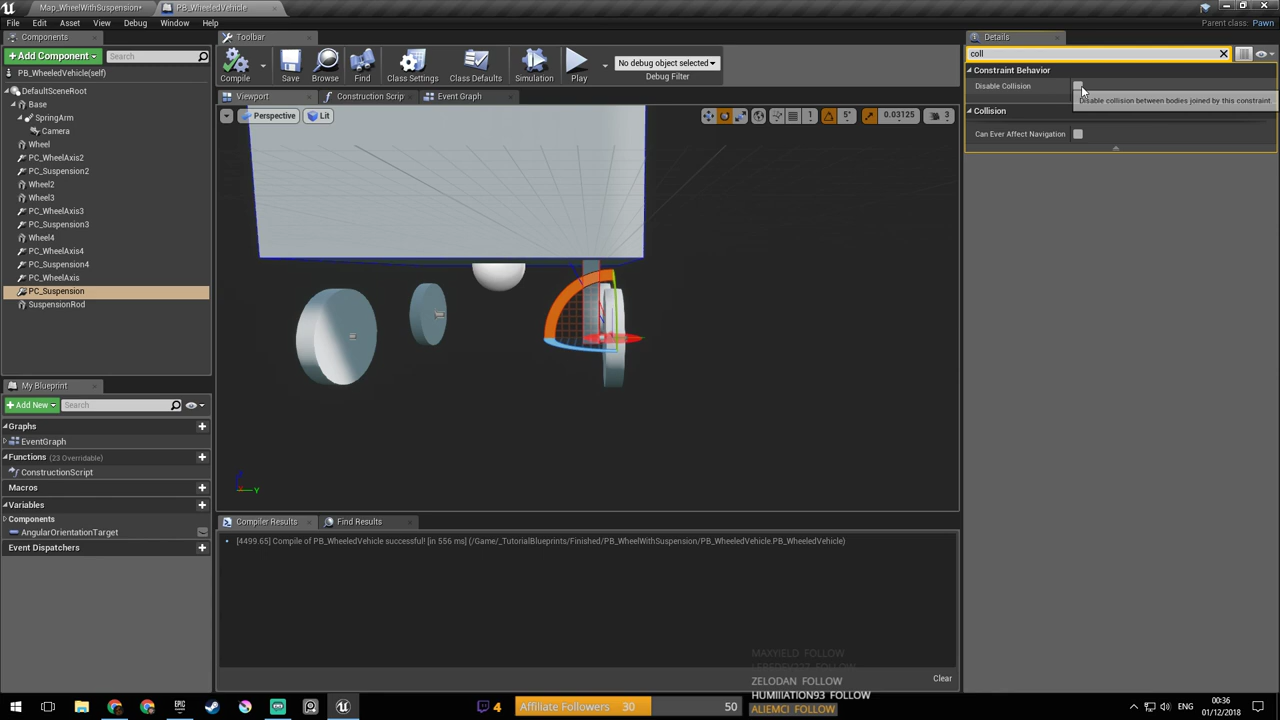 Map_WheelWithSuspension*
PB_WheeledVehicle*
File Edit Asset View Debug Window Help
Parent class: Pawn
Components
Toolbar
Details
Add Component
Search
Compile
Save
Browse
Find
Class Settings
Class Defaults
Simulation
Play
No debug object selected
Debug Filter
coll
PB_WheeledVehicle(self)
DefaultSceneRoot
Base
SpringArm
Camera
Wheel
PC_WheelAxis2
PC_Suspension2
Wheel2
Wheel3
PC_WheelAxis3
PC_Suspension3
Wheel4
PC_WheelAxis4
PC_Suspension4
PC_WheelAxis
PC_Suspension
SuspensionRod
Viewport
Construction Scrip
Event Graph
Perspective
Lit
1
5°
0.03125
3
Constraint Behavior
Disable Collision
Disable collision between bodies joined by this constraint.
Collision
Can Ever Affect Navigation
My Blueprint
Add New
Search
Graphs
EventGraph
Functions (23 Overridable)
ConstructionScript
Macros
Variables
Components
AngularOrientationTarget
Event Dispatchers
Y
Compiler Results
Find Results
[4499.65] Compile of PB_WheeledVehicle successful! [in 556 ms] (/Game/_TutorialBlueprints/Finished/PB_WheelWithSuspension/PB_WheeledVehicle.PB_WheeledVehicle)
Clear
MAXYIELD FOLLOW
ZELODAN FOLLOW
HUMIIIATION93 FOLLOW
ALIEMCI FOLLOW
4
Affiliate Followers 30 50
ENG
00:36
01/12/2018